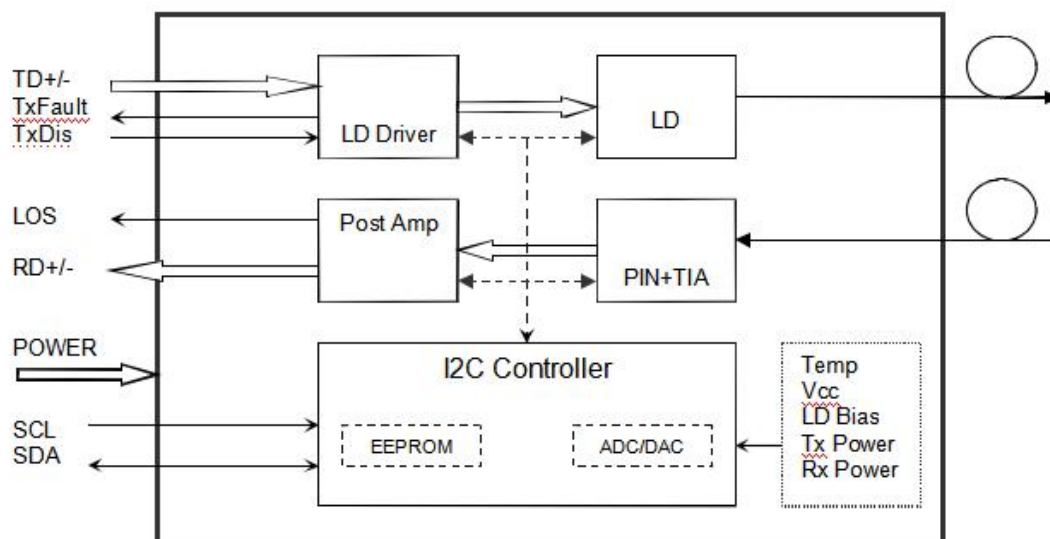 TD+/-
TxFault
TxDis
LD Driver
LD
LOS
RD+/-
Post Amp
PIN+TIA
POWER
SCL
SDA
I2C Controller
EEPROM
ADC/DAC
Temp
Vcc
LD Bias
Tx Power
Rx Power